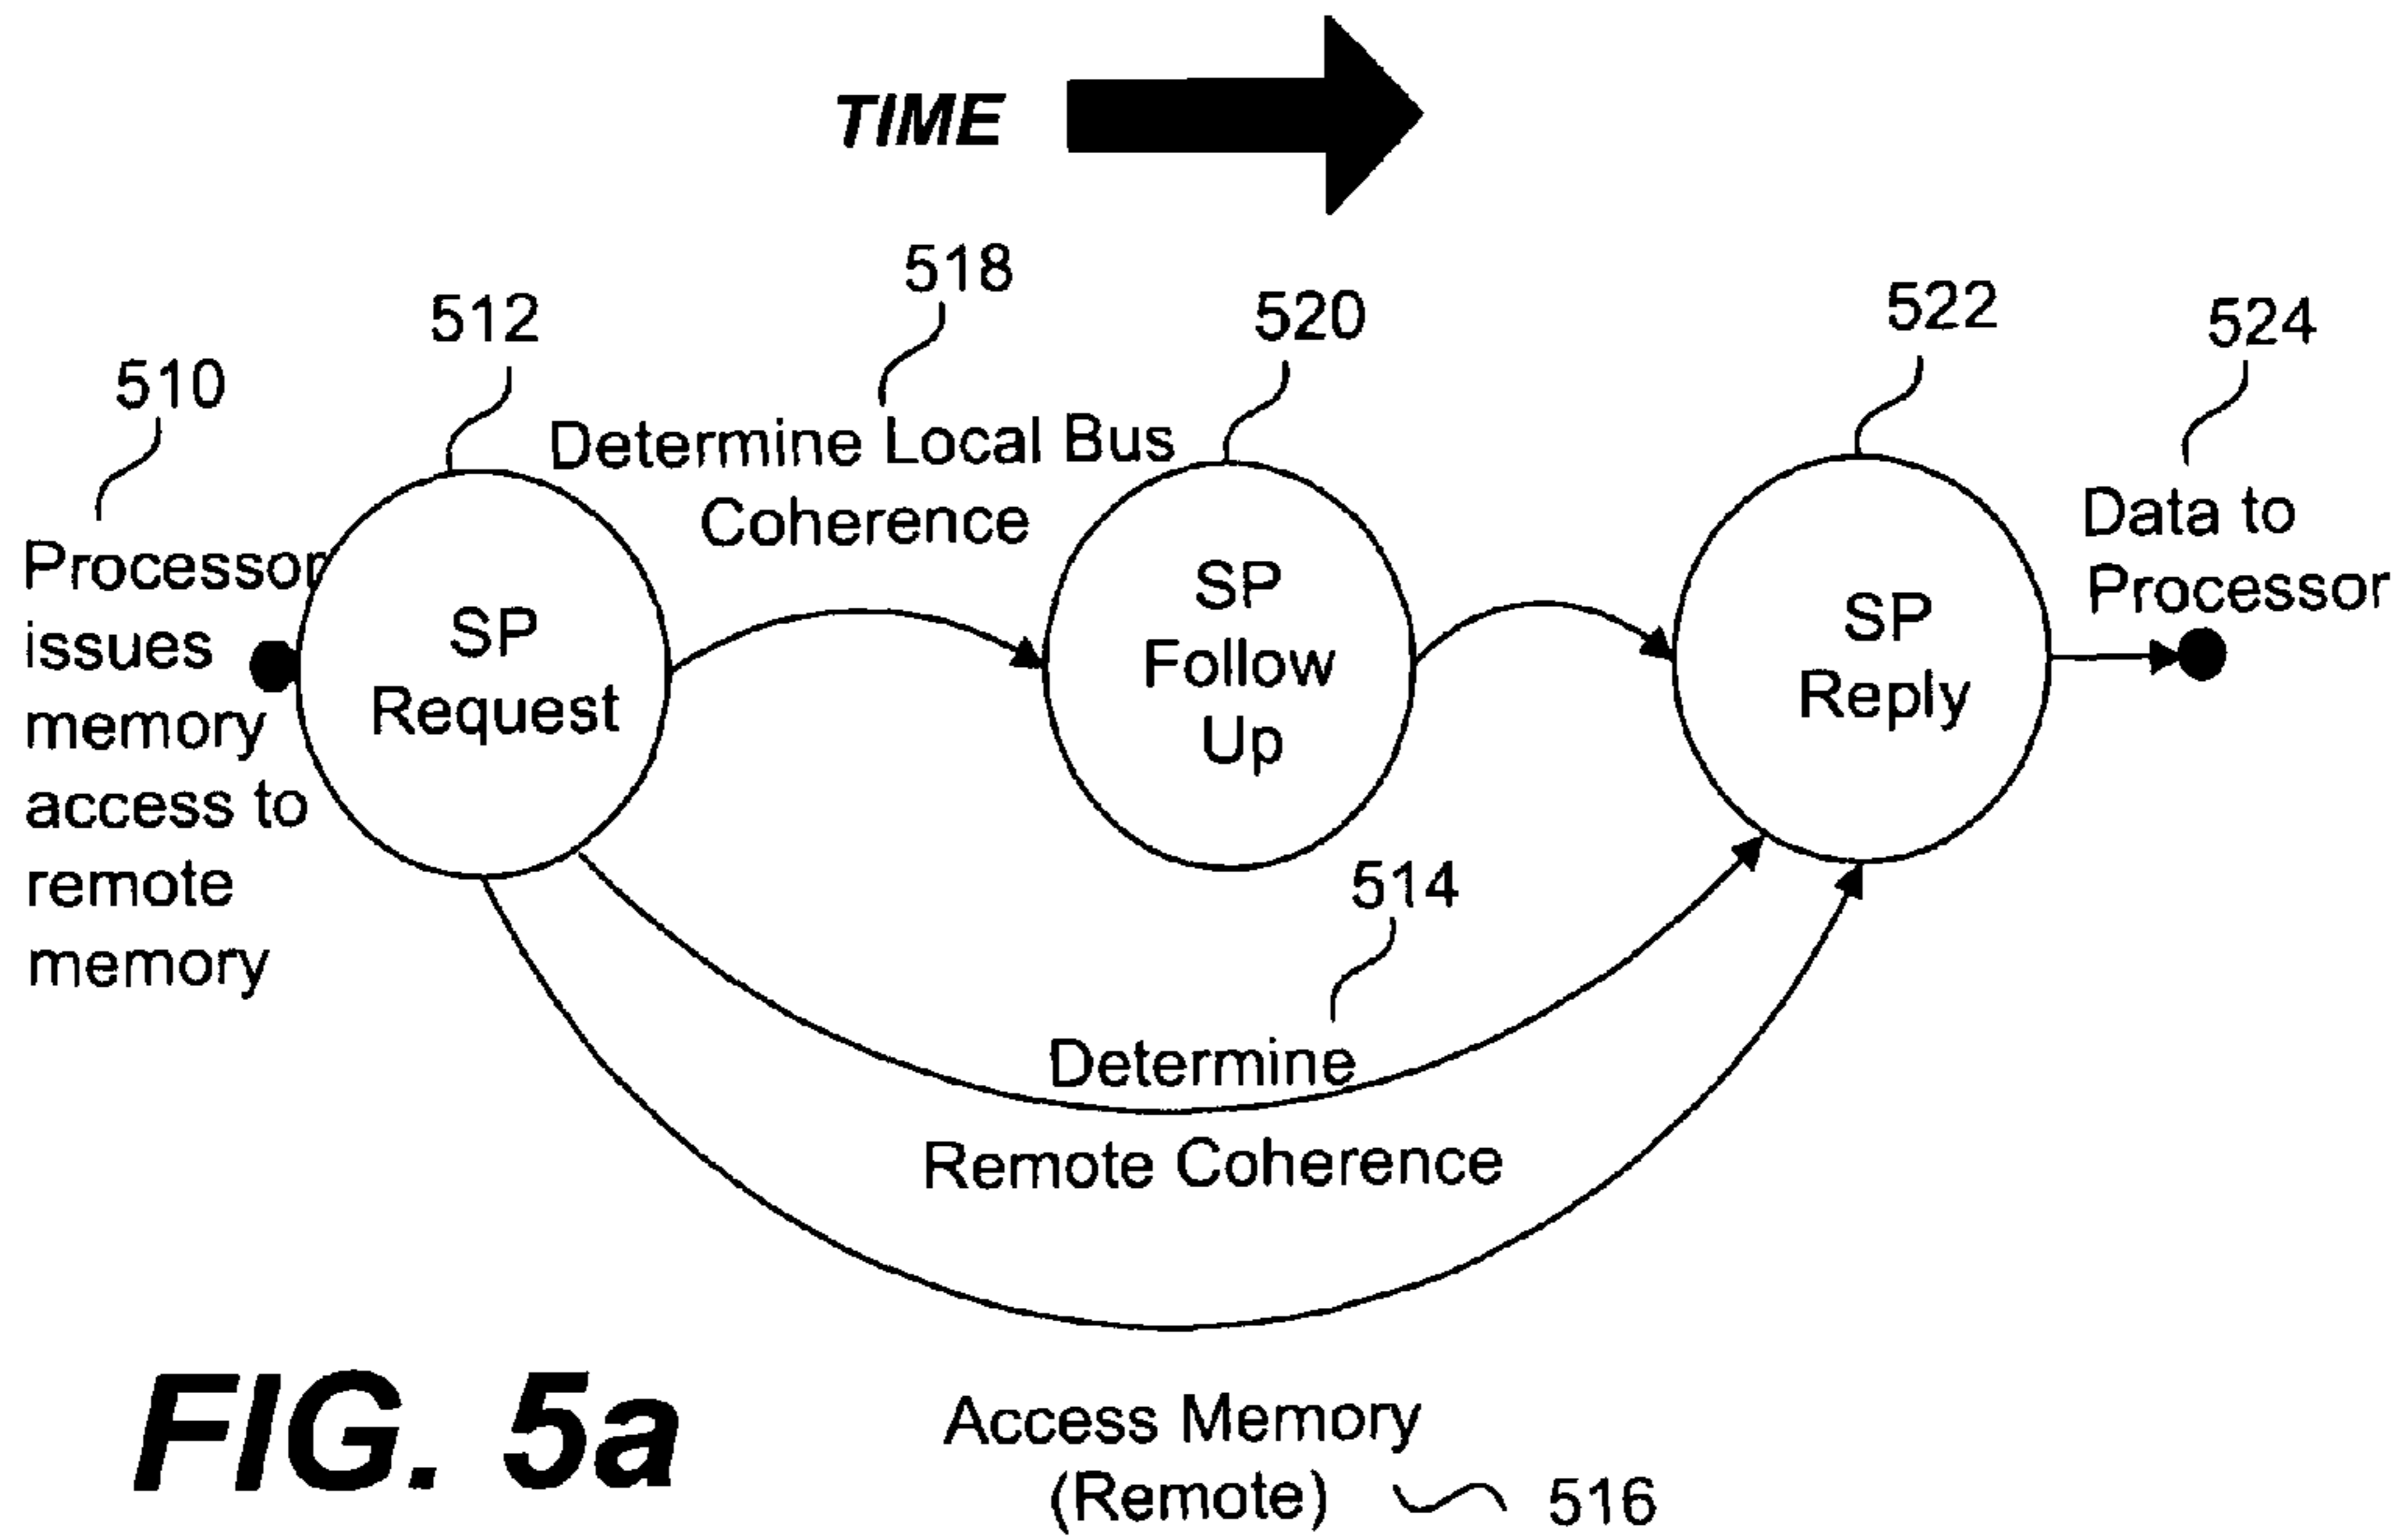 TIME
518
512
520
522
524
510
Determine Local Bus
Coherence
Processor
issues
memory
access to
remote
memory
SP
Request
SP
Follow
Up
SP
Reply
Data to
Processor
514
Determine
Remote Coherence
Access Memory
(Remote)
516
FIG. 5a